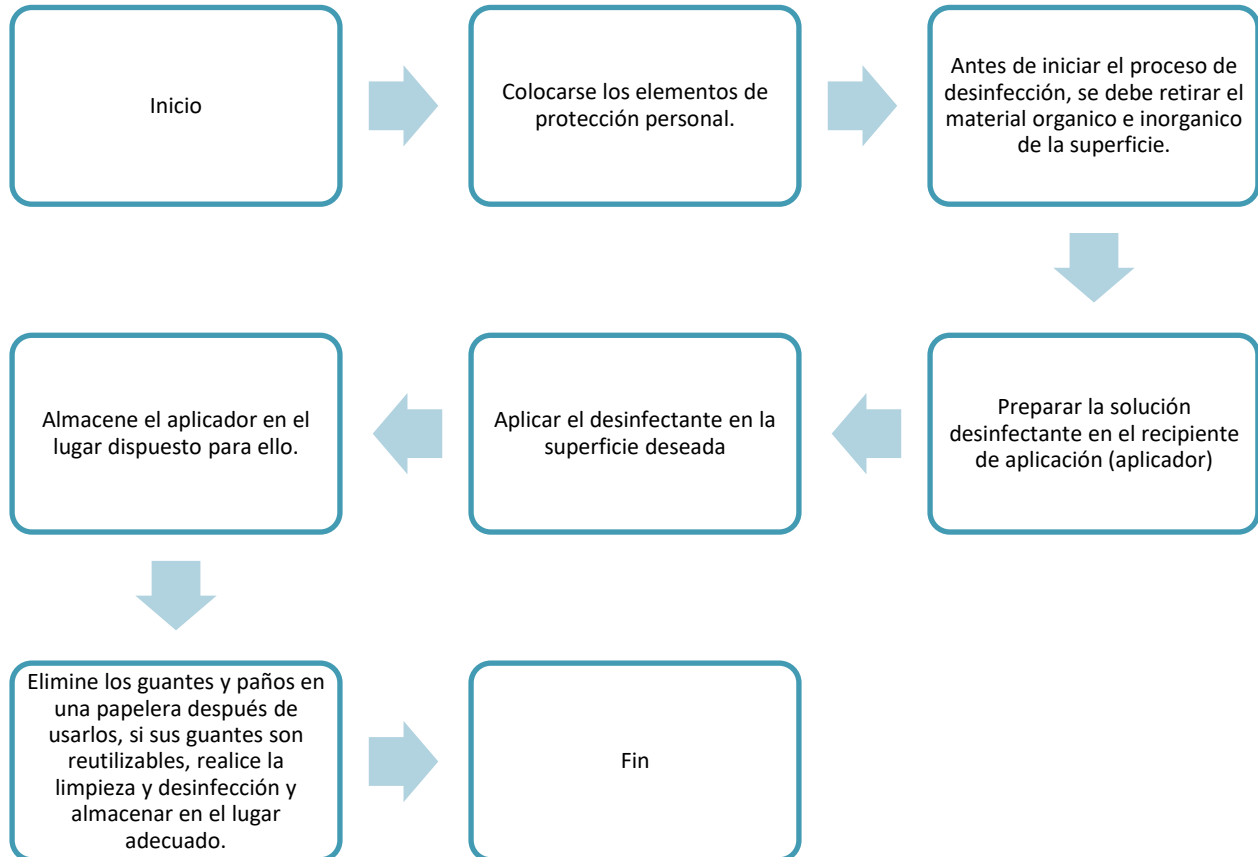 Inicio
Colocarse los elementos de
protección personal.
Antes de iniciar el proceso de
desinfección, se debe retirar el
material organico e inorganico
de la superficie.
Preparar la solución
desinfectante en el recipiente
de aplicación (aplicador)
Aplicar el desinfectante en la
superficie deseada
Almacene el aplicador en el
lugar dispuesto para ello.
Elimine los guantes y paños en
una papelera después de
usarlos, si sus guantes son
reutilizables, realice la
limpieza y desinfección y
almacenar en el lugar
adecuado.
Fin